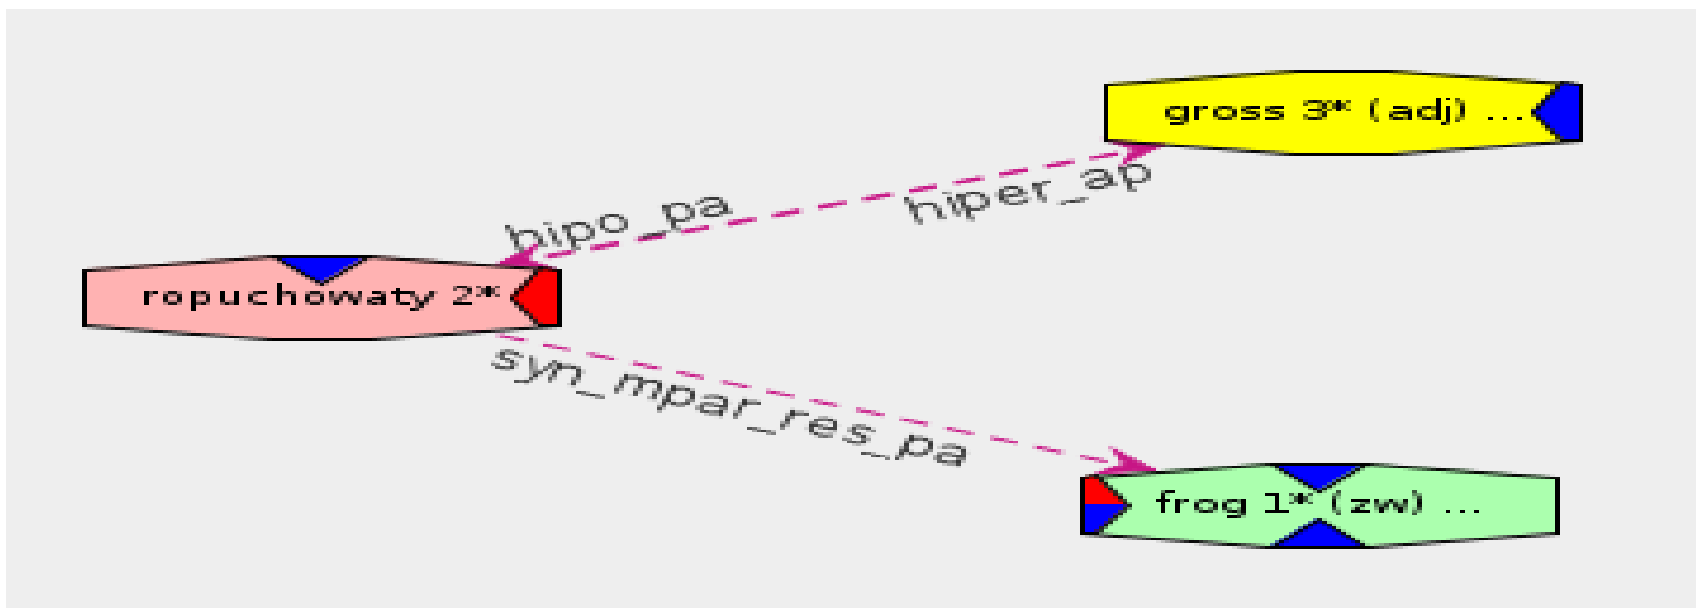 gross 3* (adj) ...
hipo_pa
hiper_ap
ropuchowaty 2*
syn_mpar_res_pa
frog 1* (zw) ...